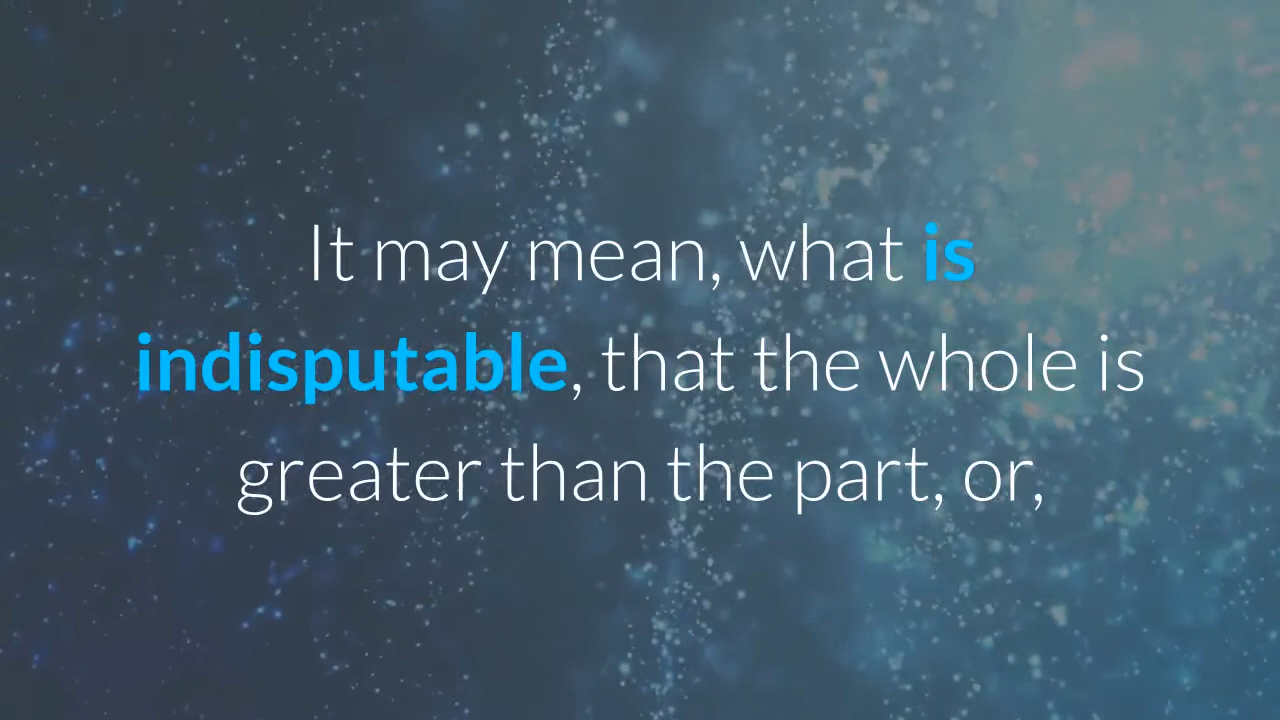 It may mean, what is
indisputable, that the whole is
greater than the part, or,